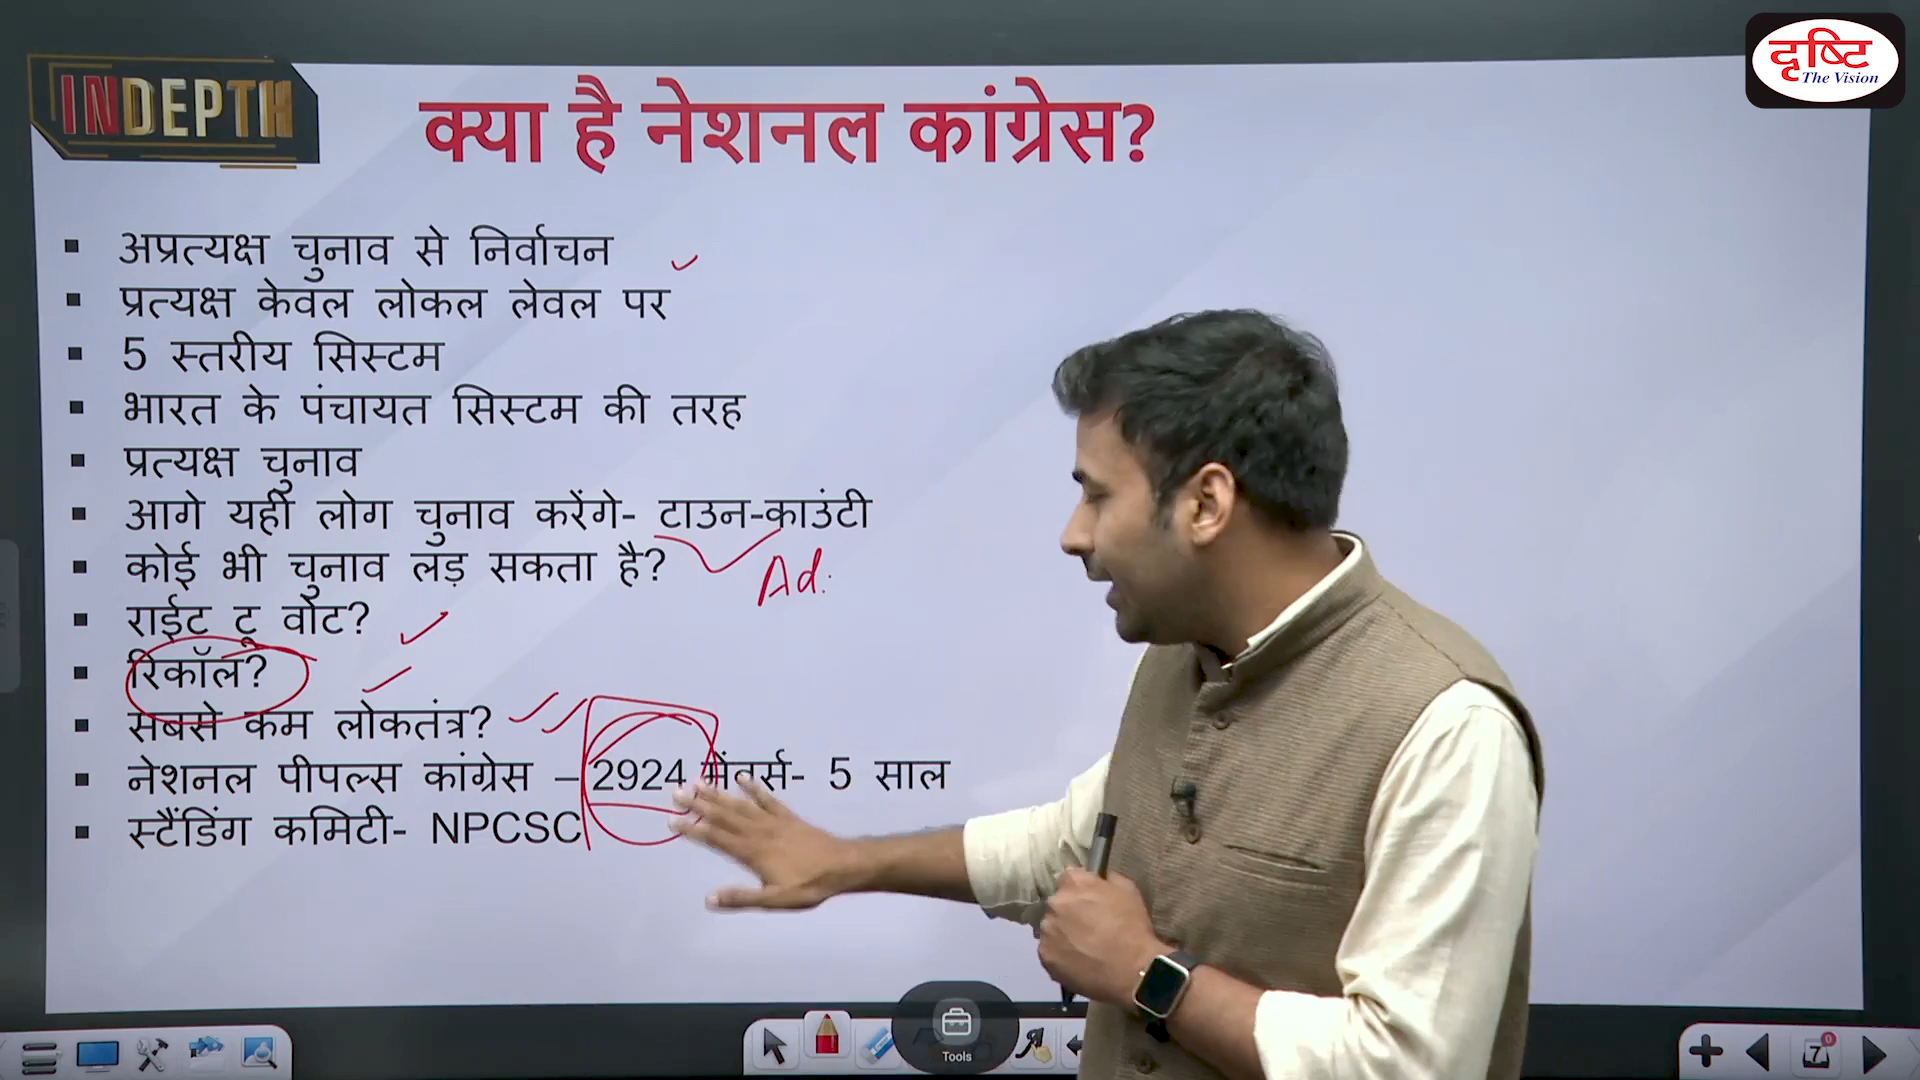 दृष्टि
The Vision
INDEPTH
क्या है नेशनल कांग्रेस?
▪ अप्रत्यक्ष चुनाव से निर्वाचन
▪ प्रत्यक्ष केवल लोकल लेवल पर
▪ 5 स्तरीय सिस्टम
▪ भारत के पंचायत सिस्टम की तरह
▪ प्रत्यक्ष चुनाव
▪ आगे यही लोग चुनाव करेंगे- टाउन-काउंटी
▪ कोई भी चुनाव लड़ सकता है?
Ad.
▪ राईट टू वोट?
▪ रिकॉल?
▪ सबसे कम लोकतंत्र?
▪ नेशनल पीपल्स कांग्रेस – 2924 मेंबर्स- 5 साल
▪ स्टैंडिंग कमिटी- NPCSC
Tools
7
0